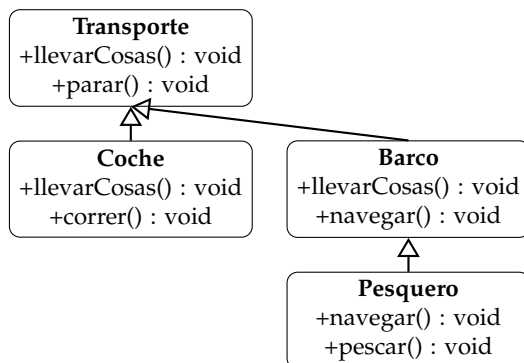 Transporte
+llevarCosas() : void
+parar() : void
Coche
+llevarCosas() : void
+correr() : void
Barco
+llevarCosas() : void
+navegar() : void
Pesquero
+navegar() : void
+pescar() : void